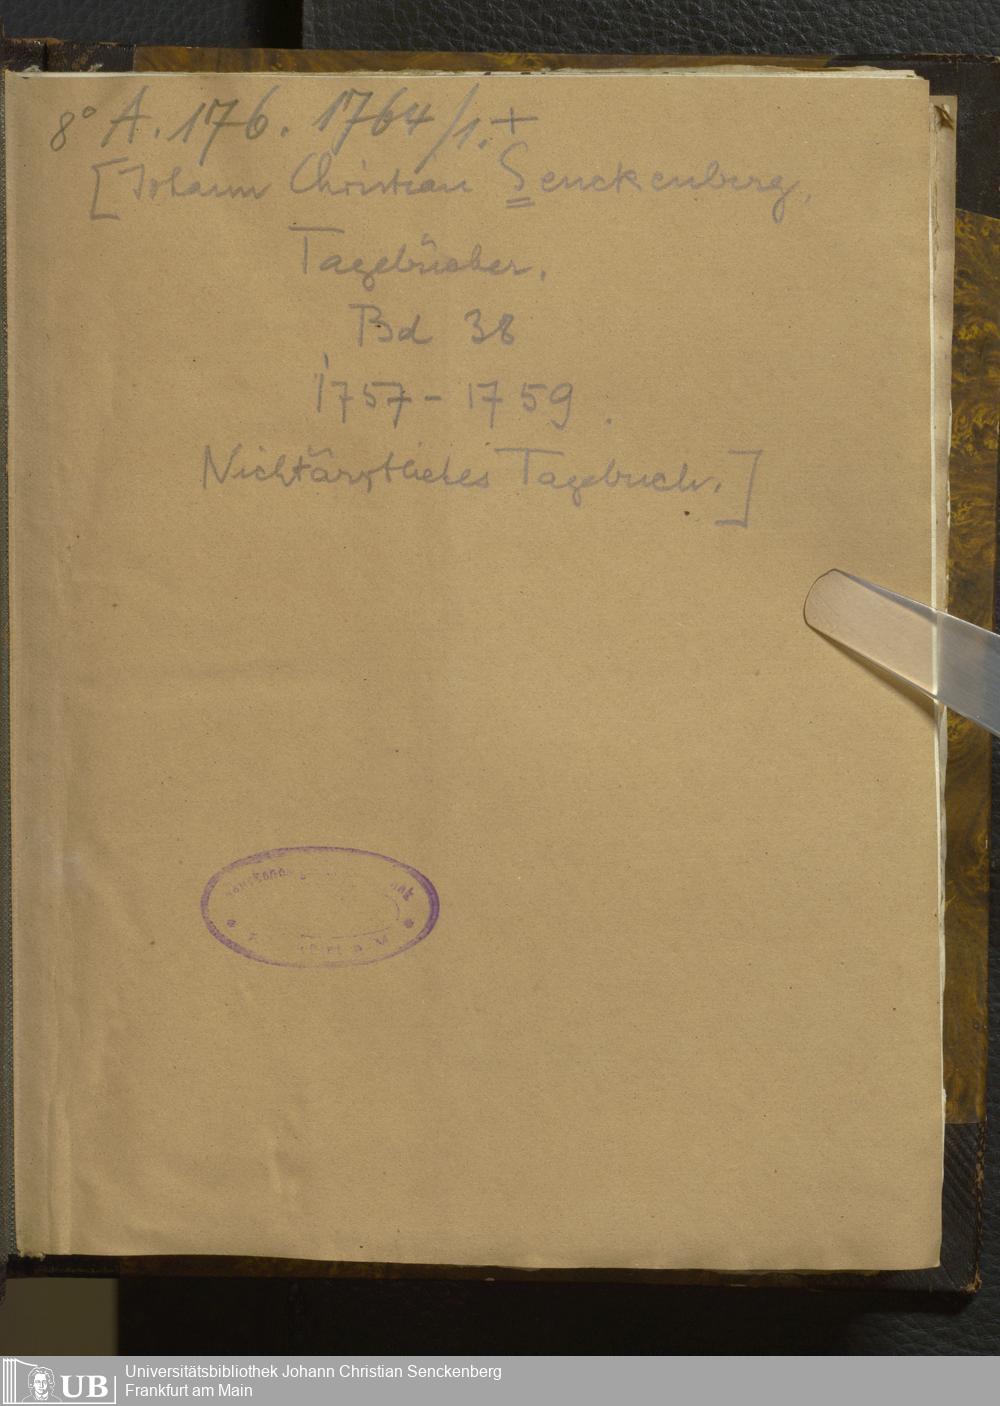 8° A. 176. 1764/1.+
[Johann Christian Senckenberg,
Tagebücher.
Bd 38
1757-1759.
Nichtärztliches Tagebuch.]
UB
Universitätsbibliothek Johann Christian Senckenberg
Frankfurt am Main